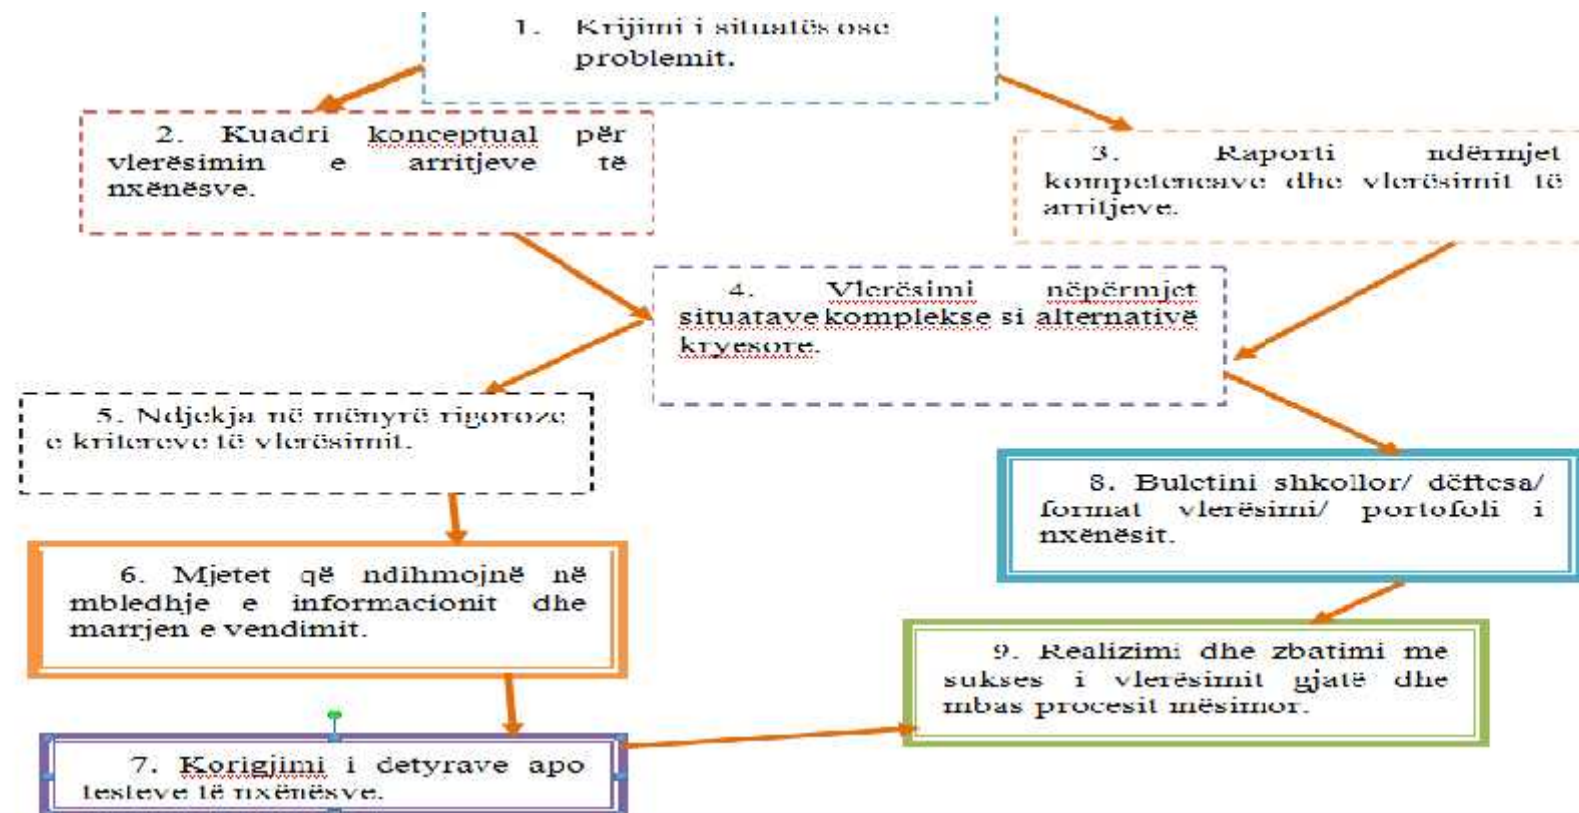 1. Krijimi i situatës ose
problemit.
2. Kuadri konceptual për
vlerësimin e arritjeve të
nxënësve.
3. Raporti ndërmjet
kompetencave dhe vlerësimit të
arritjeve.
4. Vlerësimi nëpërmjet
situatave komplekse si alternativë
kryesore.
5. Ndjekja në mënyrë rigoroze
e kritereve të vlerësimit.
6. Mjetet që ndihmojnë në
mbledhje e informacionit dhe
marrjen e vendimit.
7. Korigjimi i detyrave apo
testeve të nxënësve.
8. Buletini shkollor/ dëftesa/
format vlerësimi/ portofoli i
nxënësit.
9. Realizimi dhe zbatimi me
sukses i vlerësimit gjatë dhe
mbas procesit mësimor.